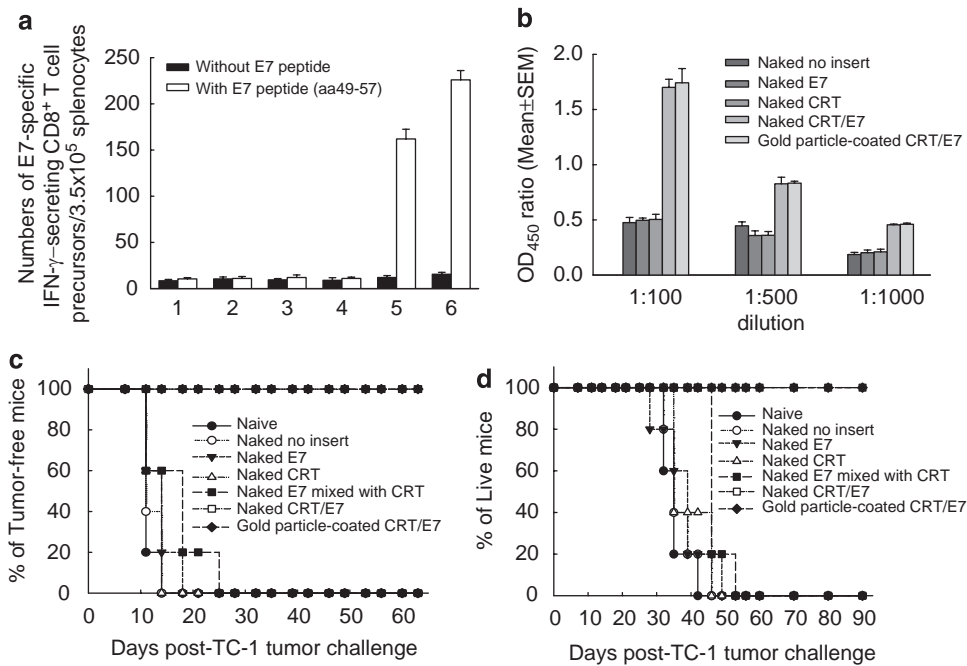 a
Numbers of E7-specific
IFN-γ–secreting CD8+ T cell
precursors/3.5x10⁵ splenocytes
250
200
150
100
50
0
Without E7 peptide
With E7 peptide (aa49-57)
1 2 3 4 5 6
b
OD450 ratio (Mean±SEM)
2.0
1.5
1.0
0.5
0.0
Naked no insert
Naked E7
Naked CRT
Naked CRT/E7
Gold particle-coated CRT/E7
1:100 1:500 1:1000
dilution
c
% of Tumor-free mice
100
80
60
40
20
0
Naive
Naked no insert
Naked E7
Naked CRT
Naked E7 mixed with CRT
Naked CRT/E7
Gold particle-coated CRT/E7
0 10 20 30 40 50 60
Days post-TC-1 tumor challenge
d
% of Live mice
100
80
60
40
20
0
Naive
Naked no insert
Naked E7
Naked CRT
Naked E7 mixed with CRT
Naked CRT/E7
Gold particle-coated CRT/E7
0 10 20 30 40 50 60 70 80 90
Days post-TC-1 tumor challenge